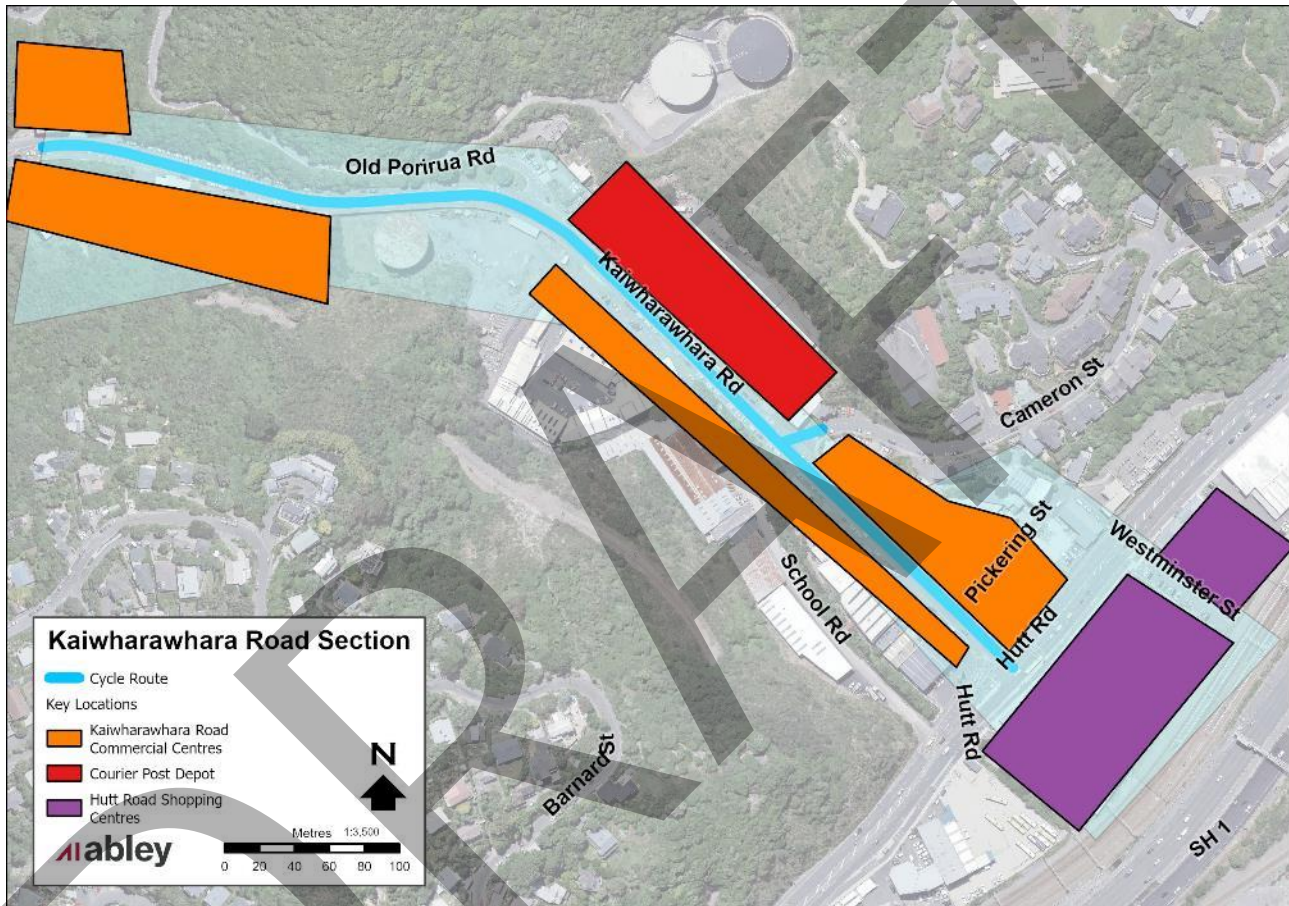 Old Porirua Rd
Kaiwharawhara Rd
Cameron St
Pickering St
Westminster St
School Rd
Hutt Rd
Hutt Rd
Barnard St
SH 1
DRAFT
Kaiwharawhara Road Section
Cycle Route
Key Locations
Kaiwharawhara Road
Commercial Centres
Courier Post Depot
Hutt Road Shopping
Centres
N
Metres 1:3,500
0 20 40 60 80 100
abley